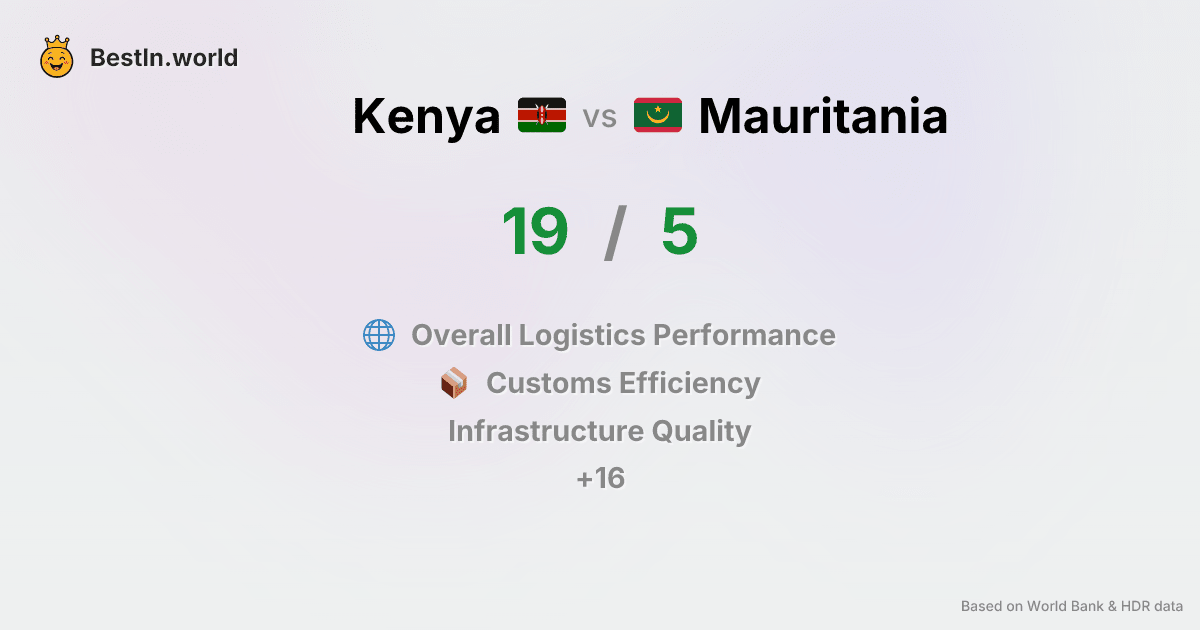 BestIn.world
Kenya vs Mauritania
19 / 5
Overall Logistics Performance
Customs Efficiency
Infrastructure Quality
+16
Based on World Bank & HDR data